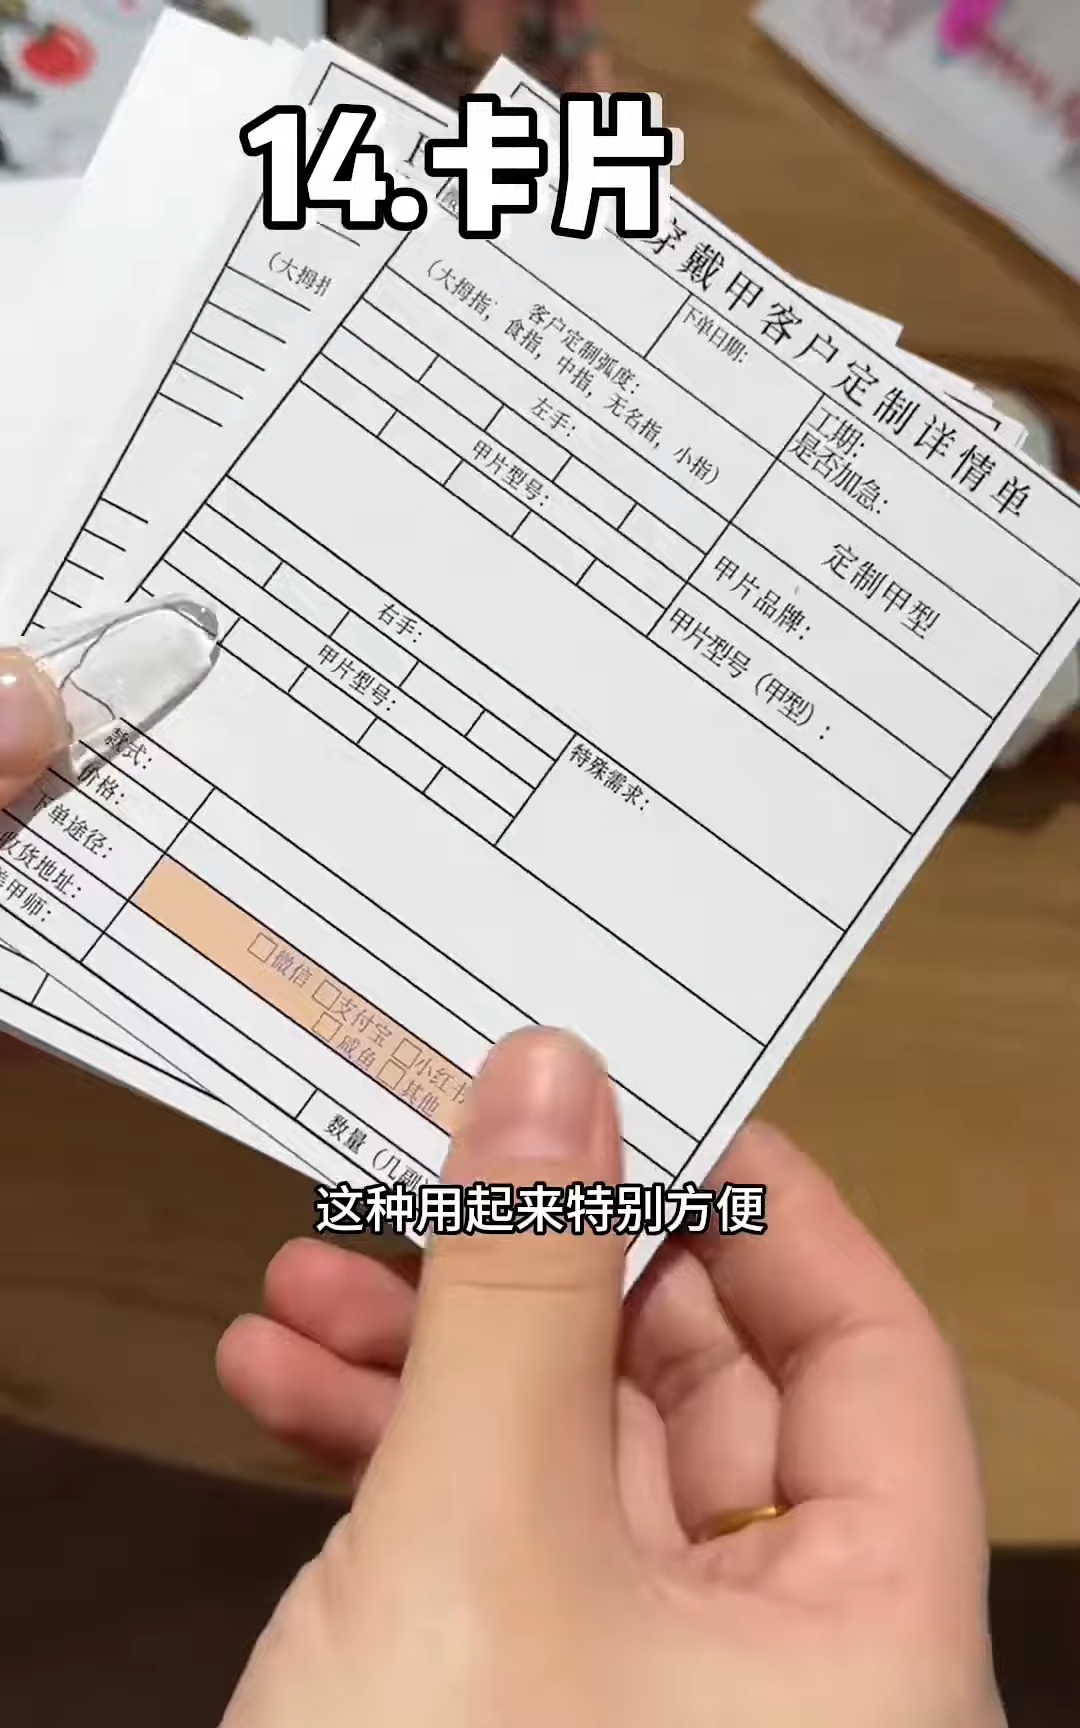 14.卡片
穿戴甲客户定制详情单
下单日期:
工期:
是否加急:
客户定制弧度:
(大拇指, 食指, 中指, 无名指, 小指)
定制甲型
左手:
甲片品牌:
甲片型号:
甲片型号 (甲型) :
右手:
甲片型号:
特殊需求:
款式:
价格:
下单途径:
□微信 □支付宝 □小红书
□咸鱼 □其他
收货地址:
美甲师:
数量 (几副)
(大拇指
这种用起来特别方便